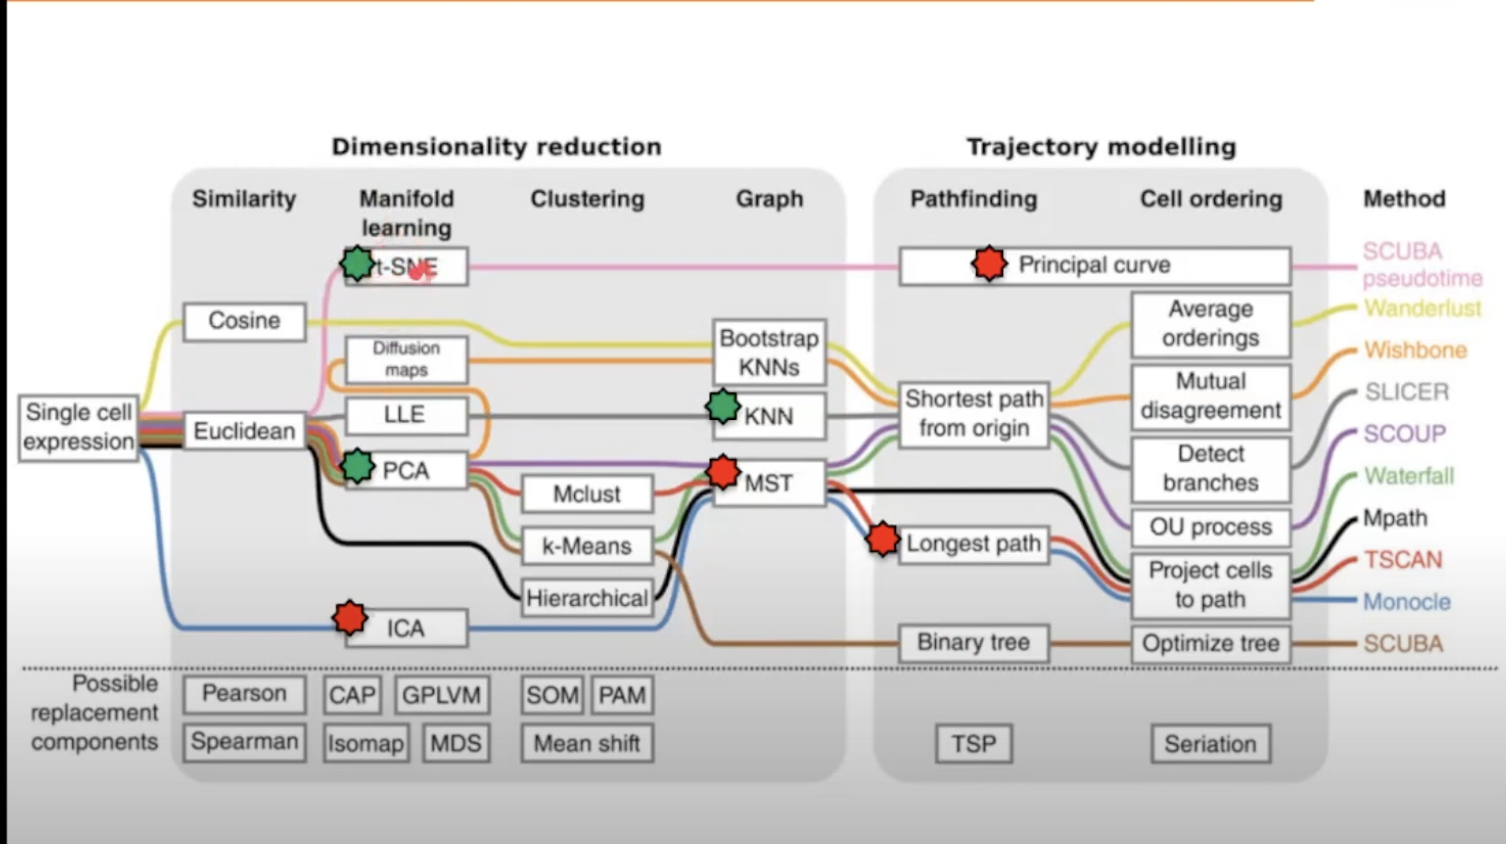 Dimensionality reduction
Trajectory modelling
Similarity
Manifold
learning
Clustering
Graph
Pathfinding
Cell ordering
Method
t-SNE
Principal curve
SCUBA
pseudotime
Cosine
Bootstrap
KNNs
Average
orderings
Wanderlust
Diffusion
maps
Wishbone
Single cell
expression
Euclidean
LLE
KNN
Shortest path
from origin
Mutual
disagreement
SLICER
PCA
Mclust
MST
Detect
branches
SCOUP
Waterfall
k-Means
Longest path
OU process
Mpath
Hierarchical
Project cells
to path
TSCAN
Monocle
ICA
Binary tree
Optimize tree
SCUBA
Possible
replacement
components
Pearson
CAP
GPLVM
SOM
PAM
Spearman
Isomap
MDS
Mean shift
TSP
Seriation